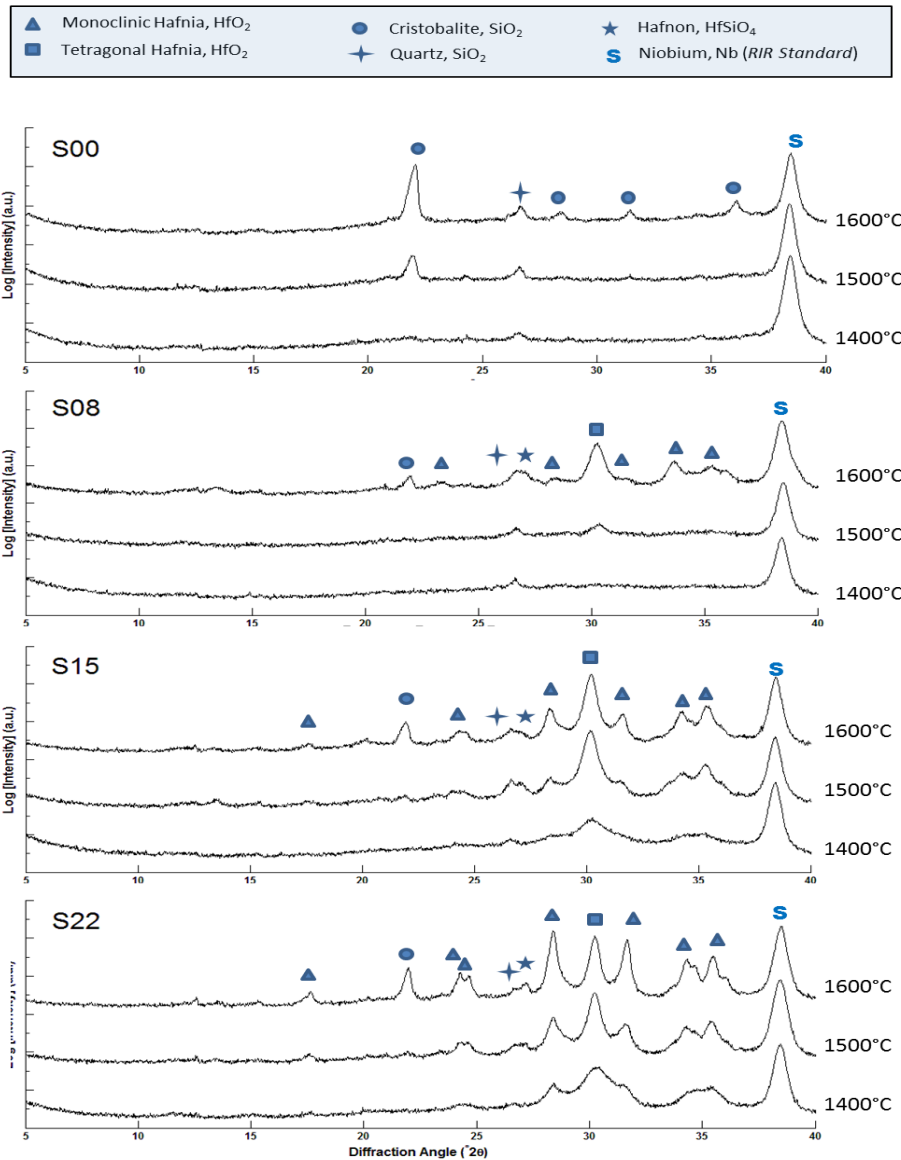 Monoclinic Hafnia, HfO2 Cristobalite, SiO2 Hafnon, HfSiO4
Tetragonal Hafnia, HfO2 Quartz, SiO2 S Niobium, Nb (RIR Standard)
S00
S
Log [Intensity] (a.u.)
1600°C
1500°C
1400°C
5 10 15 20 25 30 35 40
S08
S
Log [Intensity] (a.u.)
1600°C
1500°C
1400°C
5 10 15 20 25 30 35 40
S15
S
Log [Intensity] (a.u.)
1600°C
1500°C
1400°C
5 10 15 20 25 30 35 40
S22
S
1600°C
1500°C
1400°C
5 10 15 20 25 30 35 40
Diffraction Angle (°2θ)